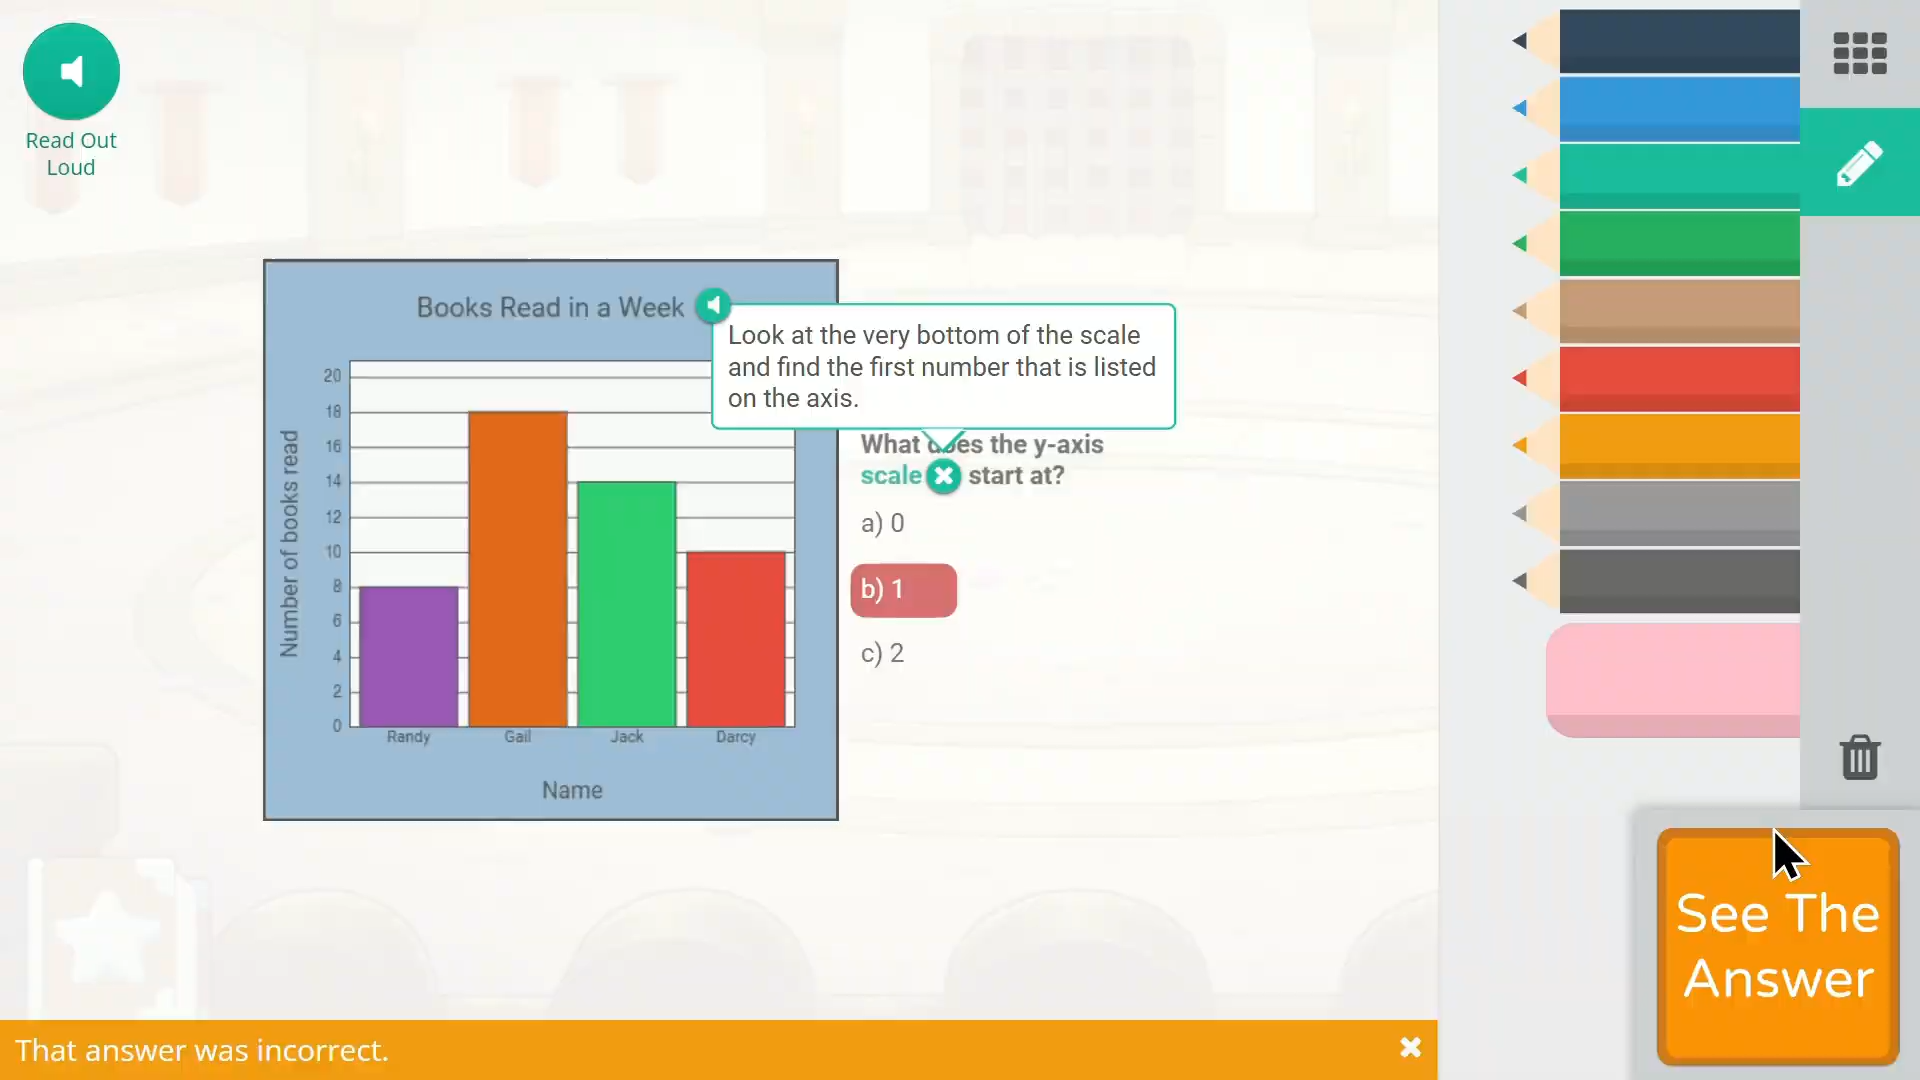 Read Out
Loud
Books Read in a Week
Look at the very bottom of the scale
and find the first number that is listed
on the axis.
Number of books read
20
18
16
14
12
10
8
6
4
2
0
Randy Gail Jack Darcy
Name
What does the y-axis
scale start at?
a) 0
b) 1
c) 2
See The
Answer
That answer was incorrect.